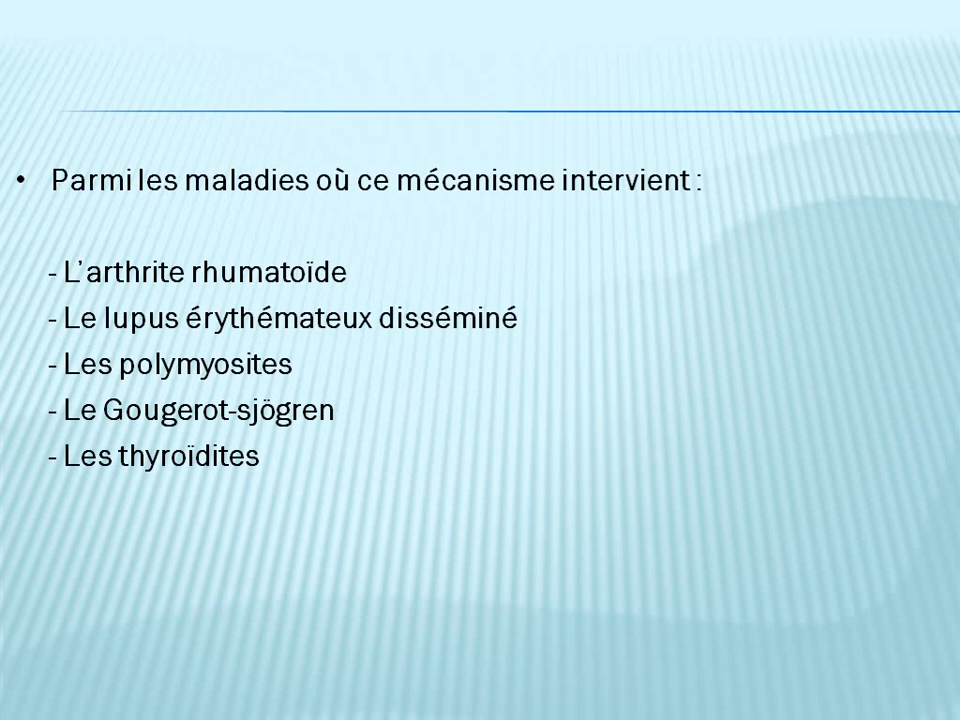 • Parmi les maladies où ce mécanisme intervient :
- L’arthrite rhumatoïde
- Le lupus érythémateux disséminé
- Les polymyosites
- Le Gougerot-sjögren
- Les thyroïdites